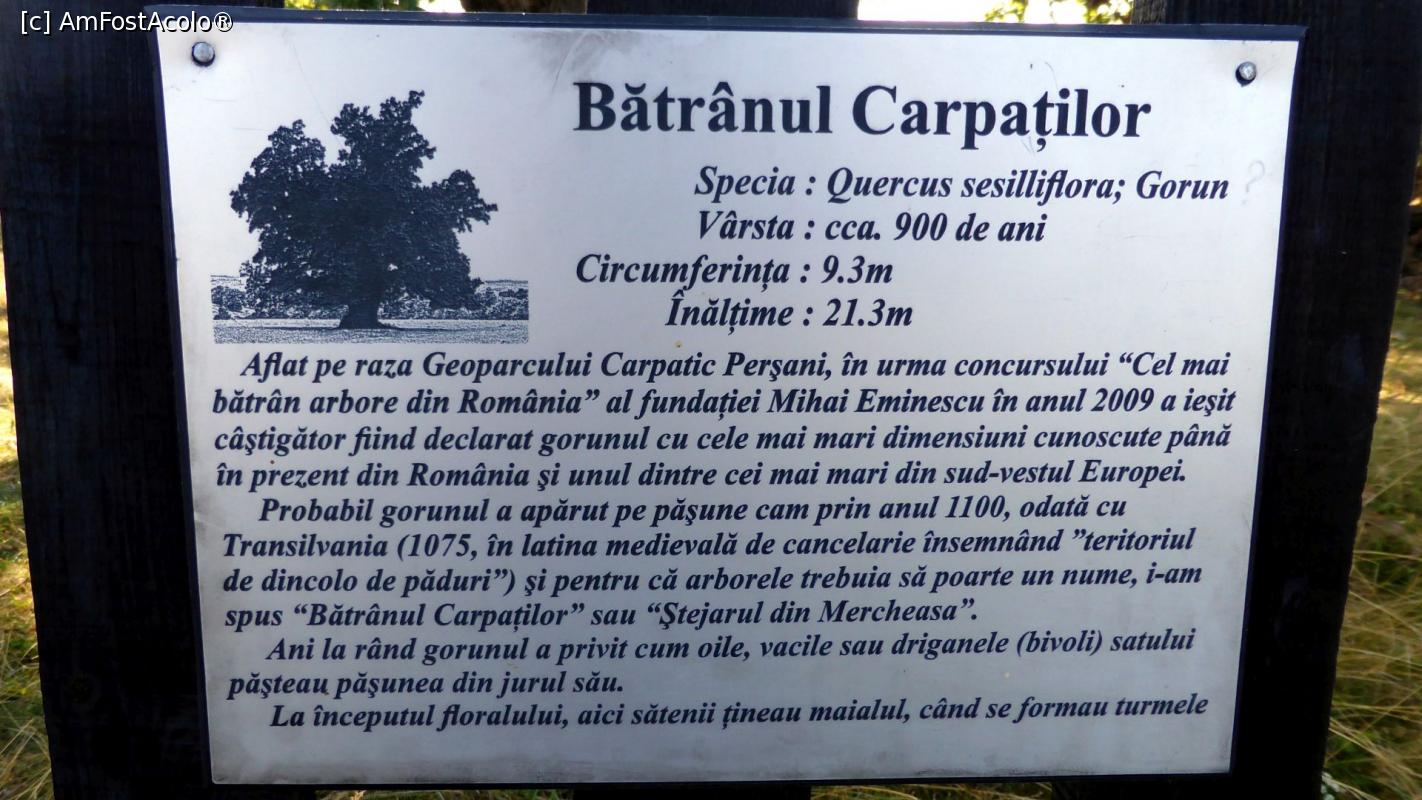 [c] AmFostAcolo®
Bătrânul Carpaților
Specia : Quercus sesilliflora; Gorun
Vârsta : cca. 900 de ani
Circumferința : 9.3m
Înălțime : 21.3m
Aflat pe raza Geoparcului Carpatic Perşani, în urma concursului “Cel mai
bătrân arbore din România” al fundației Mihai Eminescu în anul 2009 a ieşit
câştigător fiind declarat gorunul cu cele mai mari dimensiuni cunoscute până
în prezent din România şi unul dintre cei mai mari din sud-vestul Europei.
Probabil gorunul a apărut pe păşune cam prin anul 1100, odată cu
Transilvania (1075, în latina medievală de cancelarie însemnând ”teritoriul
de dincolo de păduri”) şi pentru că arborele trebuia să poarte un nume, i-am
spus “Bătrânul Carpaților” sau “Ştejarul din Mercheasa”.
Ani la rând gorunul a privit cum oile, vacile sau driganele (bivoli) satului
păşteau păşunea din jurul său.
La începutul floralului, aici sătenii țineau maialul, când se formau turmele